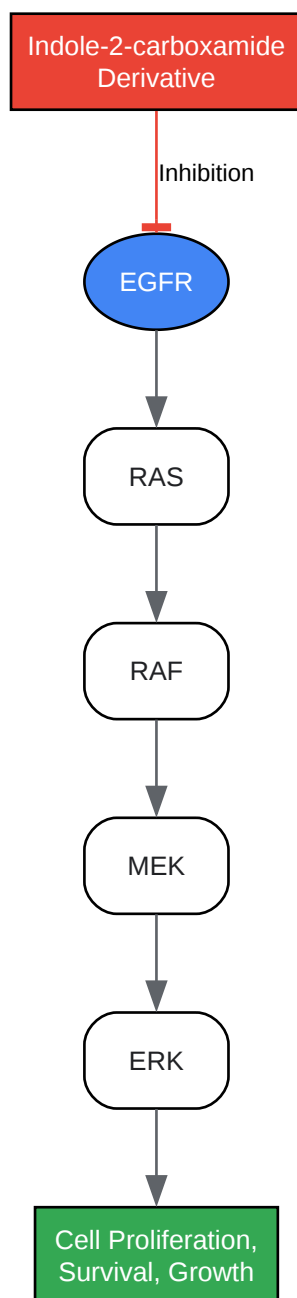 Indole-2-carboxamide
Derivative
Inhibition
EGFR
RAS
RAF
MEK
ERK
Cell Proliferation,
Survival, Growth